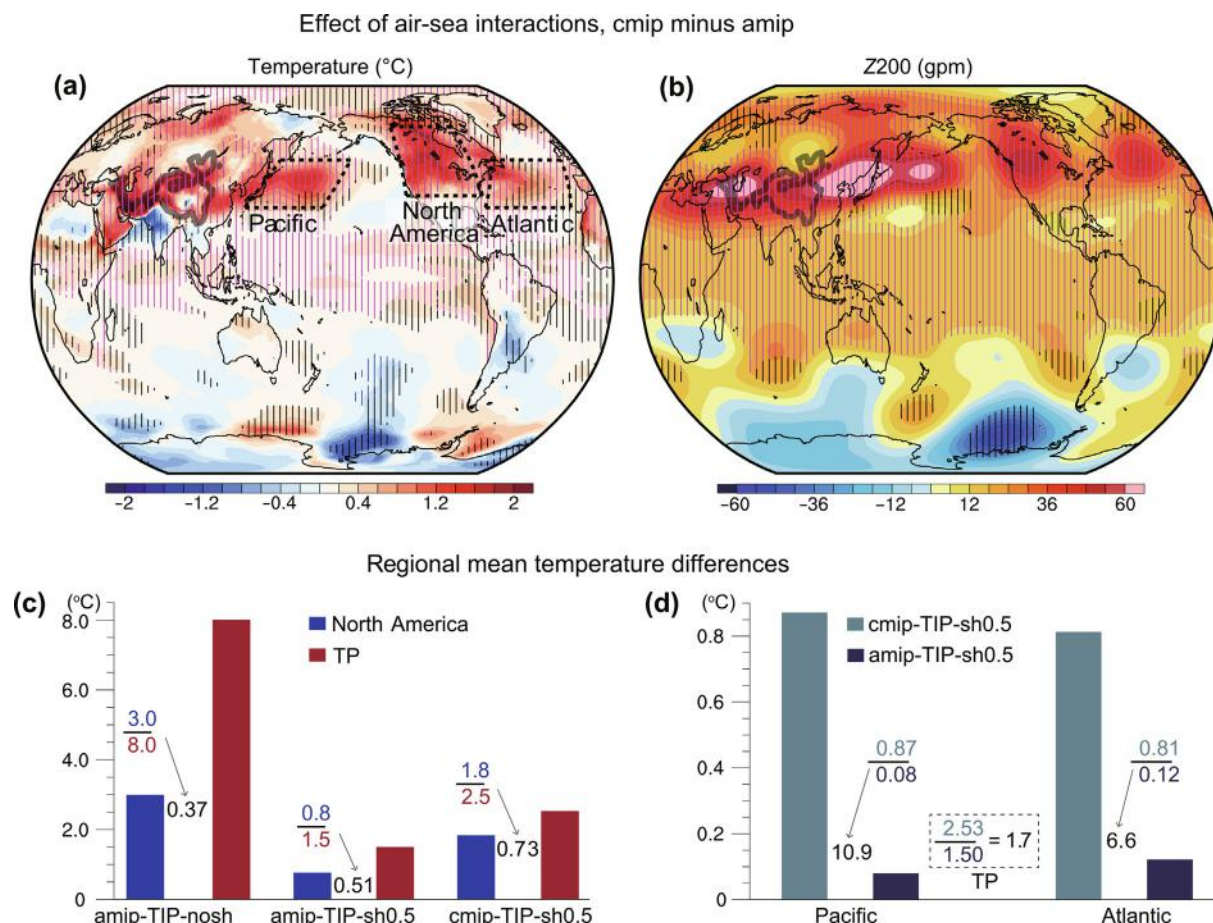 Effect of air-sea interactions, cmip minus amip
(a)
Temperature (°C)
Pacific
North
America
Atlantic
-2 -1.2 -0.4 0.4 1.2 2
(b)
Z200 (gpm)
-60 -36 -12 12 36 60
Regional mean temperature differences
(c)
(°C)
8.0
6.0
4.0
2.0
0
North America
TP
3.0
8.0
0.37
0.8
1.5
0.51
1.8
2.5
0.73
amip-TIP-nosh amip-TIP-sh0.5 cmip-TIP-sh0.5
(d)
(°C)
0.8
0.6
0.4
0.2
0
cmip-TIP-sh0.5
amip-TIP-sh0.5
0.87
0.08
10.9
2.53
1.50
= 1.7
TP
0.81
0.12
6.6
Pacific Atlantic